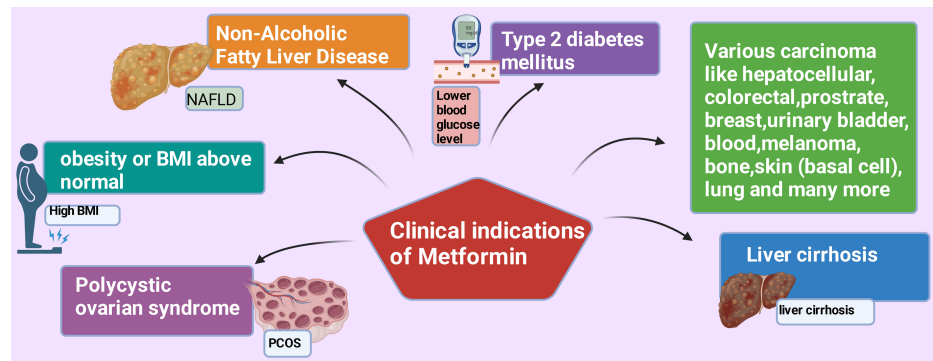 Non-Alcoholic
Fatty Liver Disease
NAFLD
Type 2 diabetes
mellitus
Lower
blood
glucose
level
Various carcinoma
like hepatocellular,
colorectal,prostrate,
breast,urinary bladder,
blood,melanoma,
bone,skin (basal cell),
lung and many more
obesity or BMI above
normal
High BMI
Clinical indications
of Metformin
Liver cirrhosis
liver cirrhosis
Polycystic
ovarian syndrome
PCOS